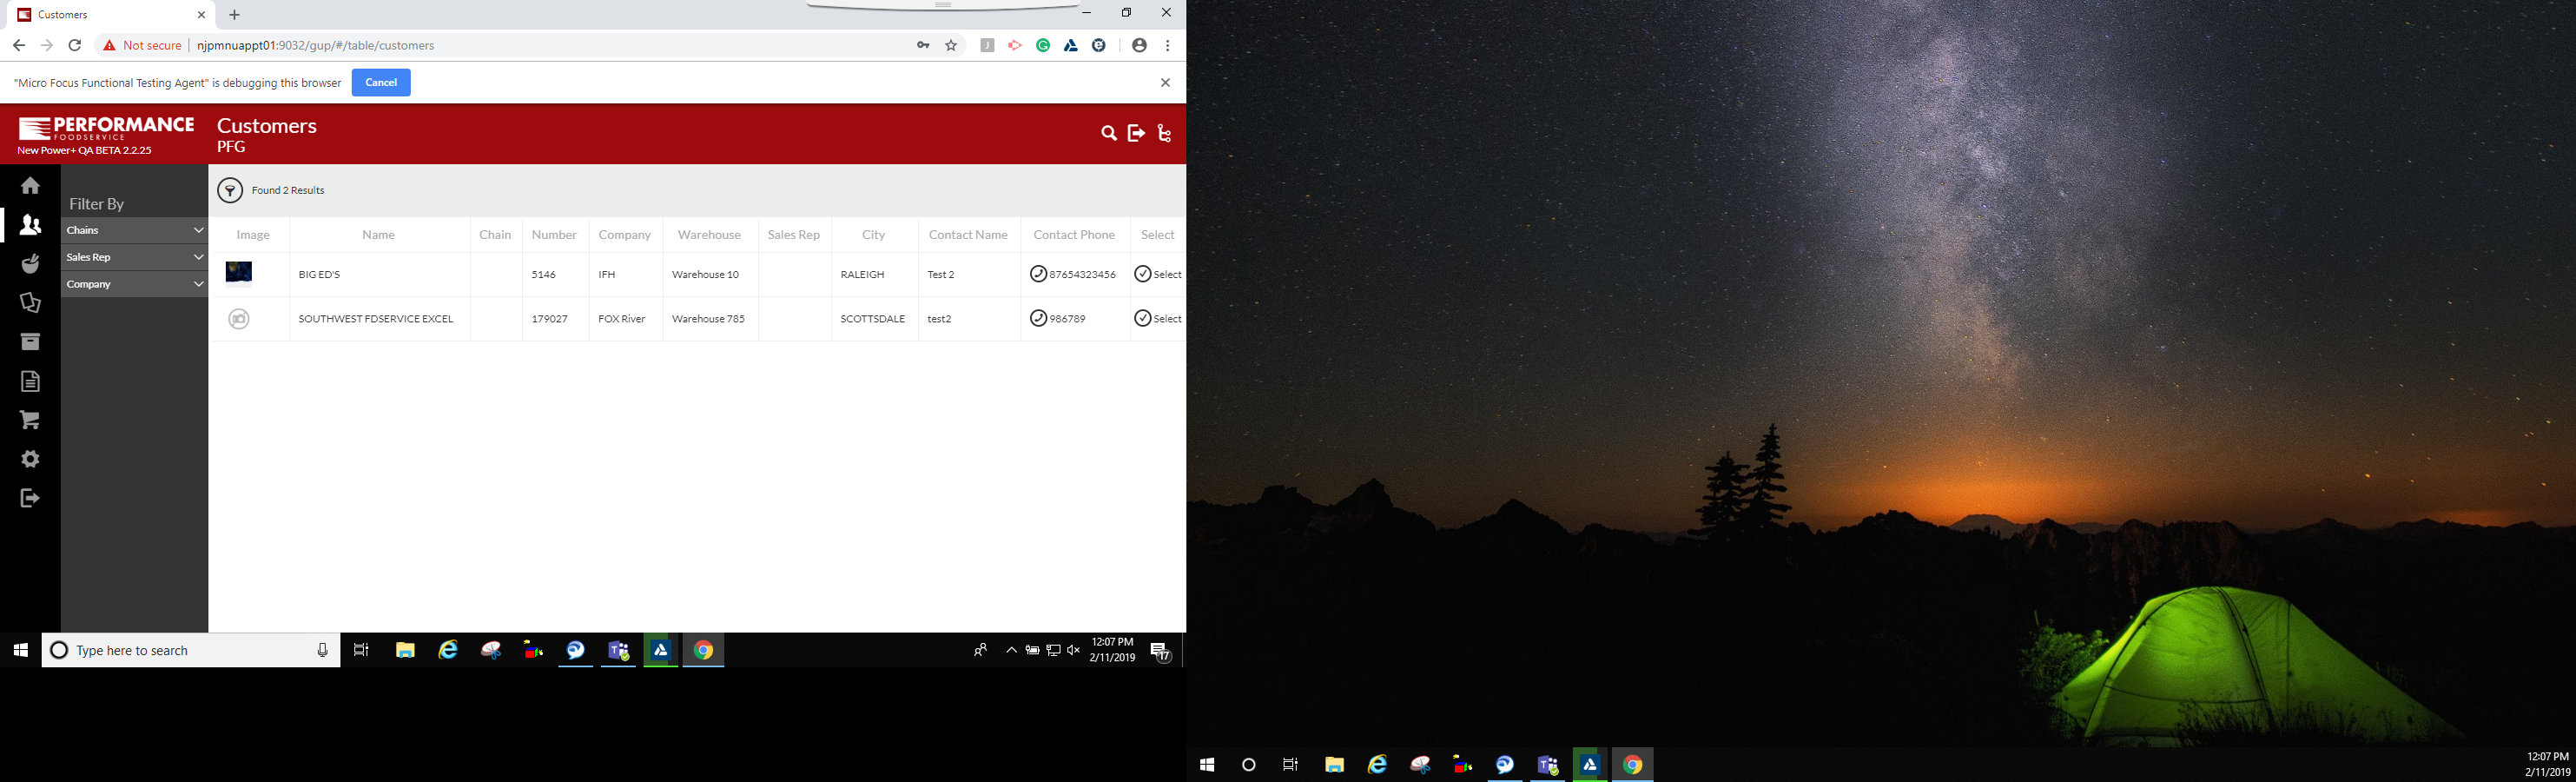 Customers
Not secure | njpmnuappt01:9032/gup/#/table/customers
"Micro Focus Functional Testing Agent" is debugging this browser Cancel
PERFORMANCE
FOODSERVICE
New Power+ QA BETA 2.2.25
Customers
PFG
Found 2 Results
Filter By
Chains
Sales Rep
Company
Image Name Chain Number Company Warehouse Sales Rep City Contact Name Contact Phone Select
BIG ED'S 5146 IFH Warehouse 10 RALEIGH Test 2 87654323456 Select
SOUTHWEST FDSERVICE EXCEL 179027 FOX River Warehouse 785 SCOTTSDALE test2 986789 Select
Type here to search
12:07 PM
2/11/2019
17
12:07 PM
2/11/2019